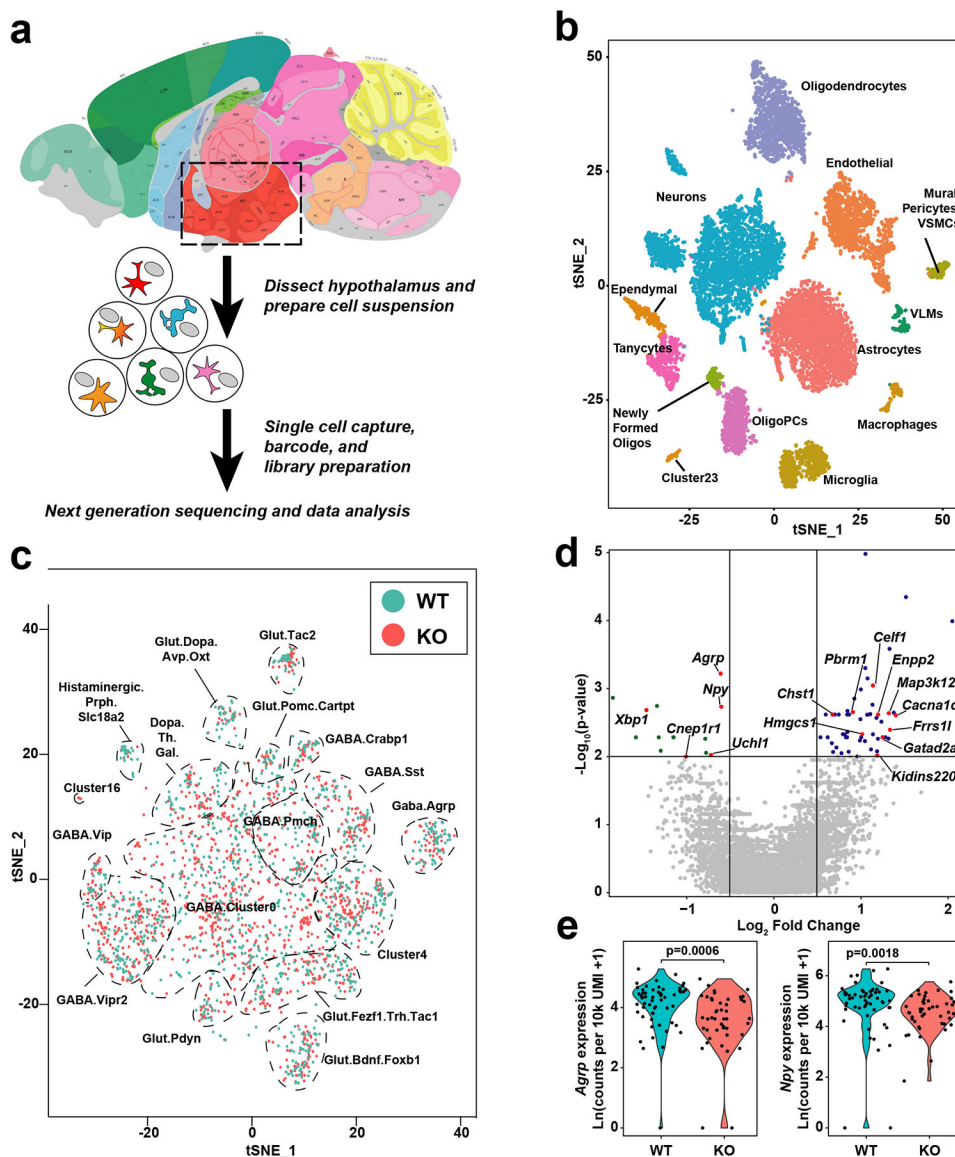 a
Dissect hypothalamus and
prepare cell suspension
Single cell capture,
barcode, and
library preparation
Next generation sequencing and data analysis
b
50
25
0
-25
tSNE_2
-25
0
25
50
tSNE_1
Oligodendrocytes
Endothelial
Neurons
Mural
Pericytes
VSMCs
Ependymal
VLMs
Tanycytes
Astrocytes
Newly
Formed
Oligos
OligoPCs
Macrophages
Cluster23
Microglia
c
WT
KO
40
20
0
-20
tSNE_2
-20
0
20
40
tSNE_1
Glut.Dopa.
Avp.Oxt
Glut.Tac2
Histaminergic.
Prph.
Slc18a2
Dopa.
Th.
Gal.
Glut.Pomc.Cartpt
GABA.Crabp1
GABA.Sst
Cluster16
Gaba.Agrp
GABA.Vip
GABA.Pmch
GABA.Cluster0
Cluster4
GABA.Vipr2
Glut.Fezf1.Trh.Tac1
Glut.Pdyn
Glut.Bdnf.Foxb1
d
5
4
3
2
1
0
-Log10(p-value)
−1
0
1
2
Log2 Fold Change
Celf1
Agrp
Pbrm1
Enpp2
Npy
Map3k12
Chst1
Cacna1c
Xbp1
Hmgcs1
Frrs1l
Cnep1r1
Uchl1
Gatad2a
Kidins220
e
p=0.0006
4
2
0
Agrp expression
Ln(counts per 10k UMI +1)
WT
KO
p=0.0018
6
4
2
0
Npy expression
Ln(counts per 10k UMI +1)
WT
KO